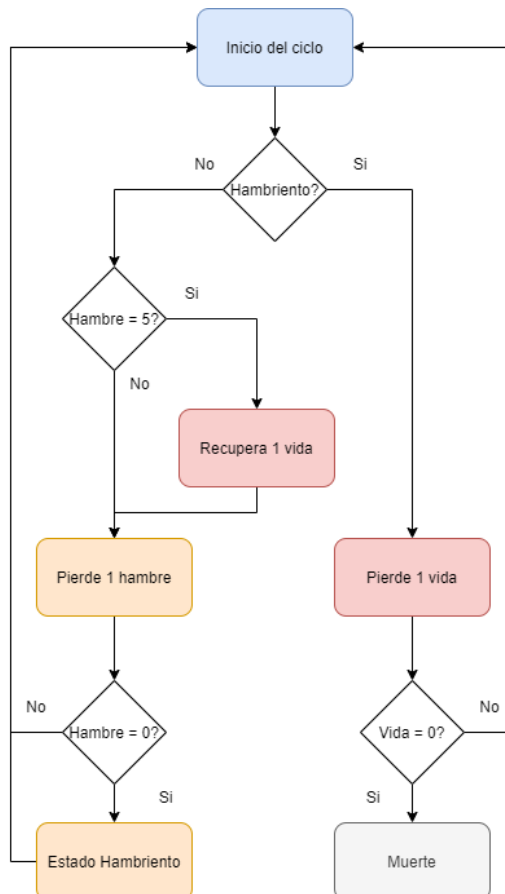 Inicio del ciclo
No
Si
Hambriento?
Si
Hambre = 5?
No
Recupera 1 vida
Pierde 1 hambre
Pierde 1 vida
No
Hambre = 0?
Vida = 0?
No
Si
Si
Estado Hambriento
Muerte